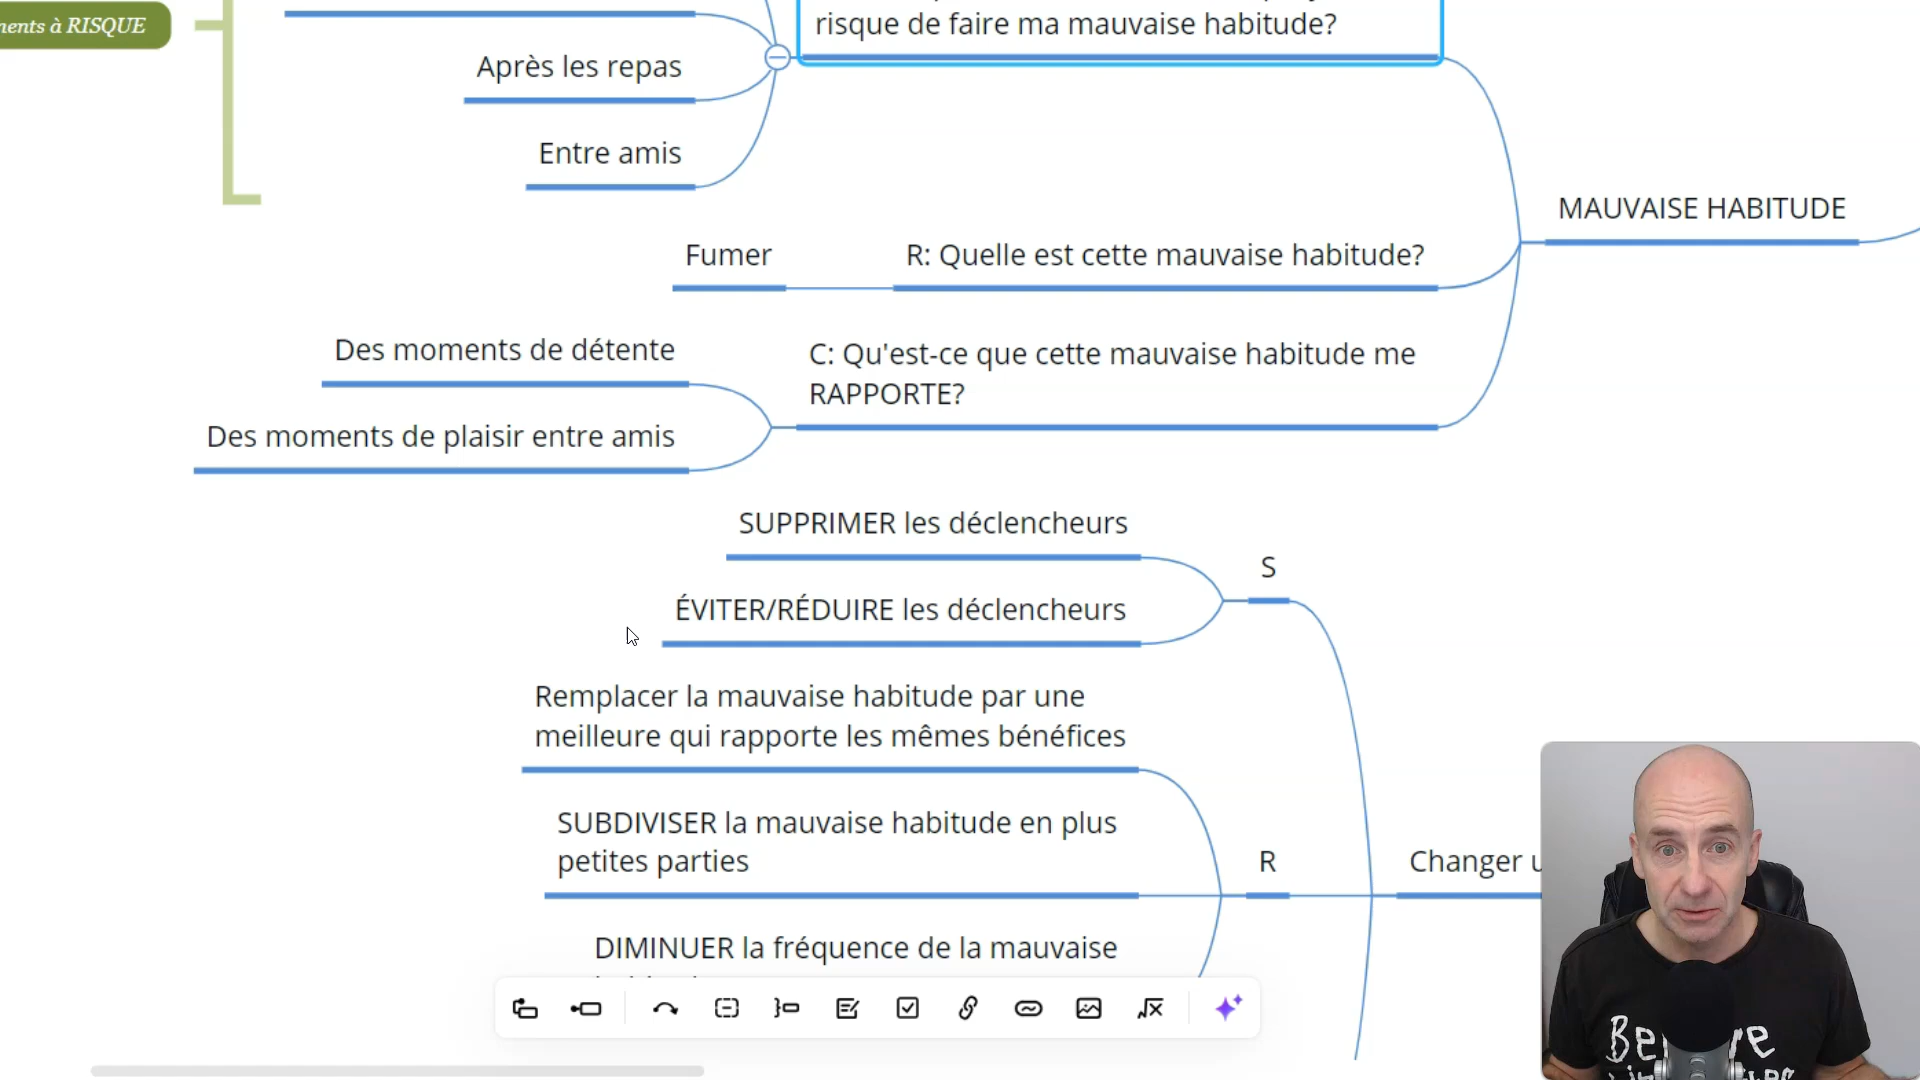 à RISQUE
risque de faire ma mauvaise habitude?
Après les repas
Entre amis
MAUVAISE HABITUDE
Fumer
R: Quelle est cette mauvaise habitude?
Des moments de détente
C: Qu'est-ce que cette mauvaise habitude me
RAPPORTE?
Des moments de plaisir entre amis
SUPPRIMER les déclencheurs
S
ÉVITER/RÉDUIRE les déclencheurs
Remplacer la mauvaise habitude par une
meilleure qui rapporte les mêmes bénéfices
SUBDIVISER la mauvaise habitude en plus
petites parties
R
Changer
DIMINUER la fréquence de la mauvaise